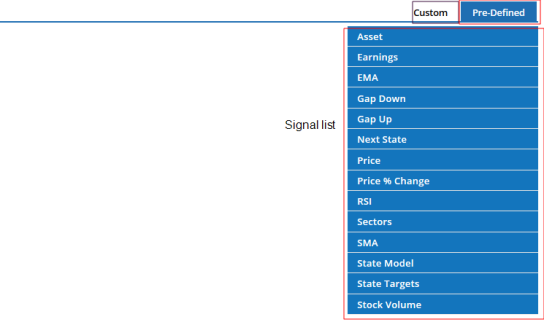 Custom Pre-Defined
Asset
Earnings
EMA
Gap Down
Signal list
Gap Up
Next State
Price
Price % Change
RSI
Sectors
SMA
State Model
State Targets
Stock Volume